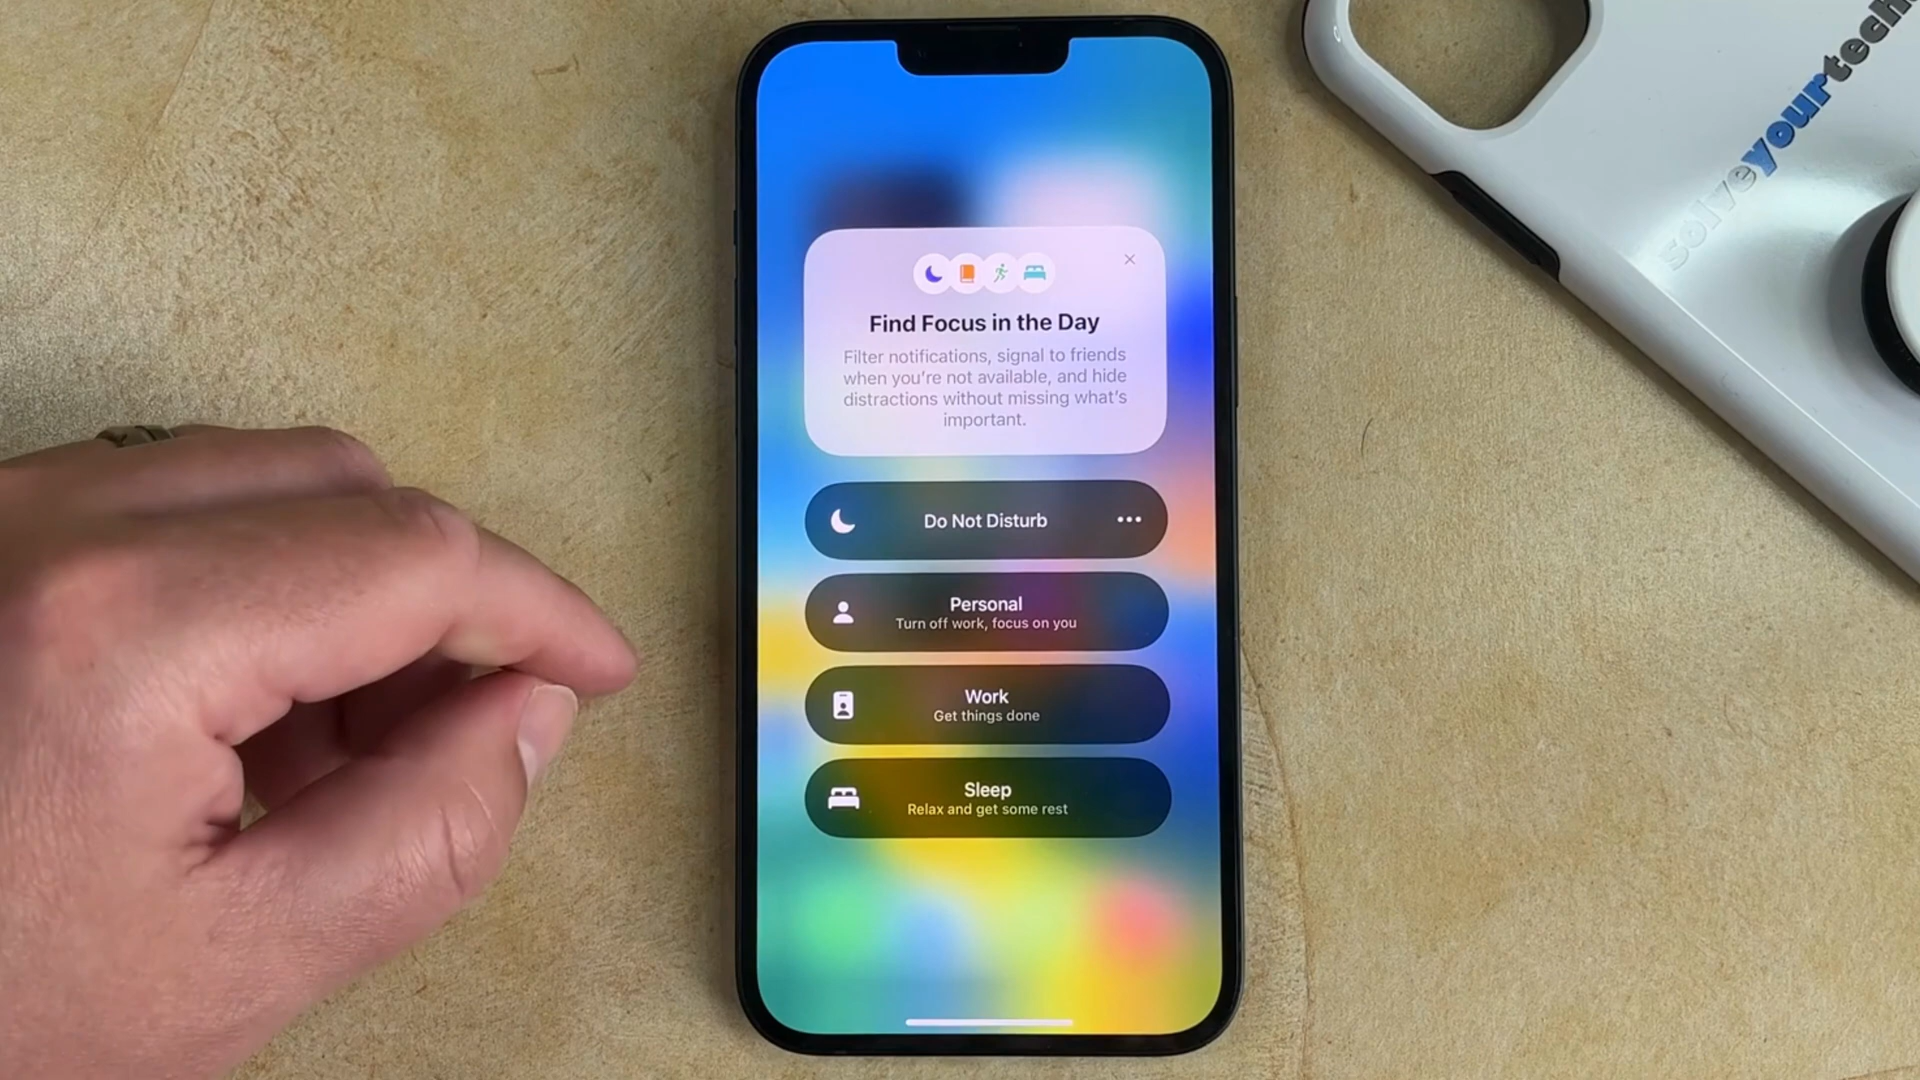 solveyourtech
Find Focus in the Day
Filter notifications, signal to friends
when you're not available, and hide
distractions without missing what's
important.
Do Not Disturb
Personal
Turn off work, focus on you
Work
Get things done
Sleep
Relax and get some rest